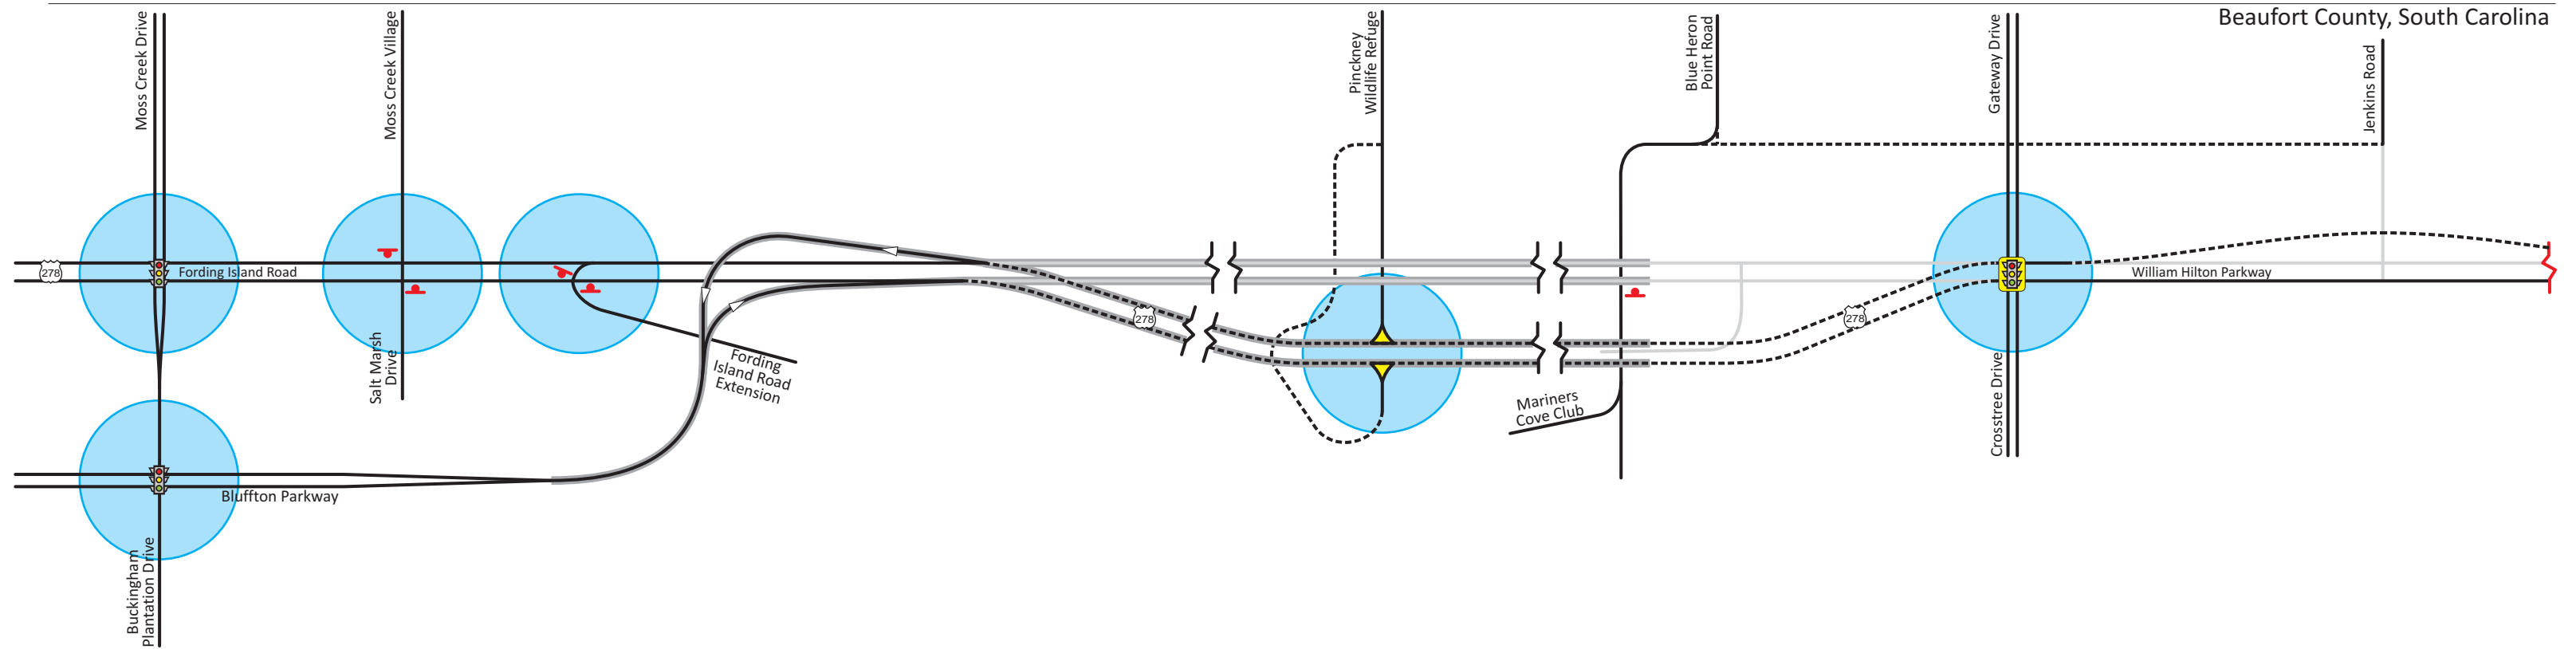 Beaufort County, South Carolina
Moss Creek Drive
Moss Creek Village
Pinckney
Wildlife Refuge
Blue Heron
Point Road
Gateway Drive
Jenkins Road
278
Fording Island Road
William Hilton Parkway
278
278
Salt Marsh
Drive
Fording
Island Road
Extension
Mariners
Cove Club
Crosstree Drive
Bluffton Parkway
Buckingham
Plantation Drive